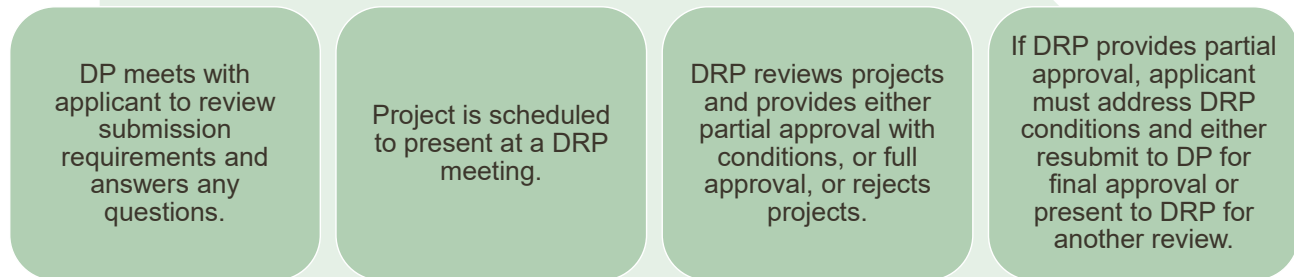 DP meets with
applicant to review
submission
requirements and
answers any
questions.
Project is scheduled
to present at a DRP
meeting.
DRP reviews projects
and provides either
partial approval with
conditions, or full
approval, or rejects
projects.
If DRP provides partial
approval, applicant
must address DRP
conditions and either
resubmit to DP for
final approval or
present to DRP for
another review.